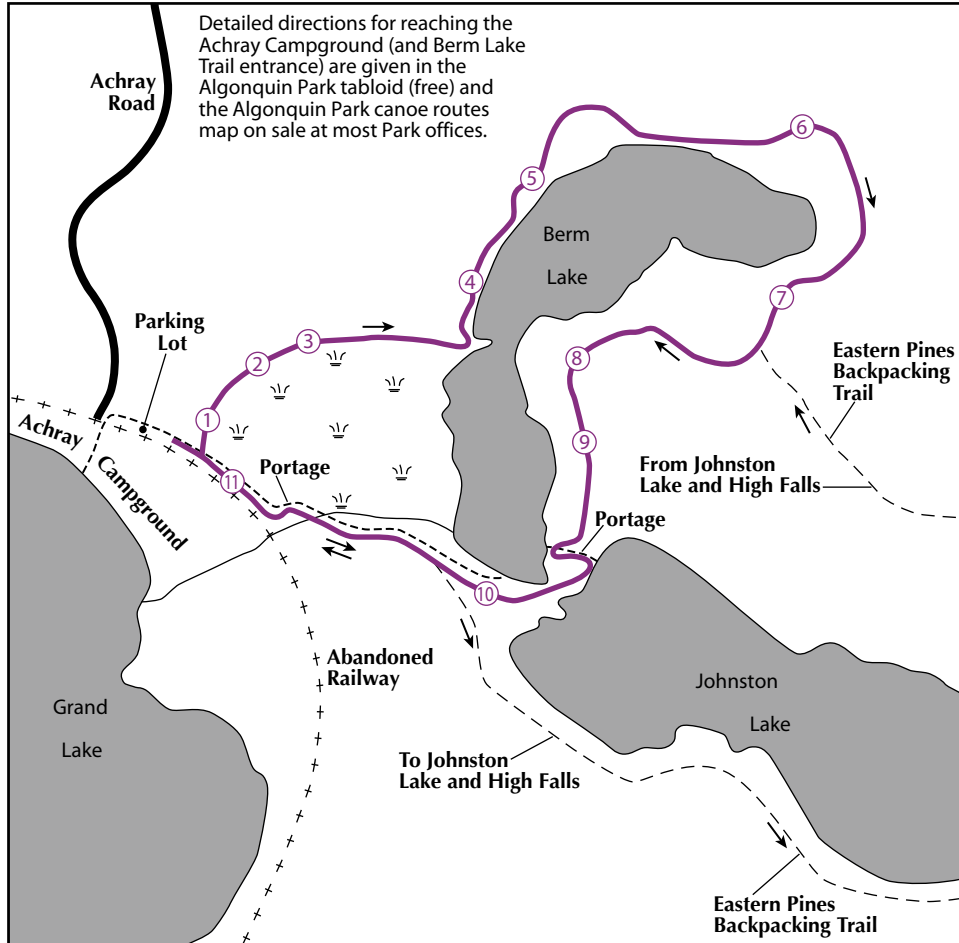 Detailed directions for reaching the
Achray Campground (and Berm Lake
Trail entrance) are given in the
Algonquin Park tabloid (free) and
the Algonquin Park canoe routes
map on sale at most Park offices.
Achray
Road
6
5
Berm
Lake
4
7
Parking
Lot
3
2
8
Eastern Pines
Backpacking
Trail
1
Achray
Campground
9
Portage
11
From Johnston
Lake and High Falls
Portage
10
Abandoned
Railway
Johnston
Lake
Grand
Lake
To Johnston
Lake and High Falls
Eastern Pines
Backpacking Trail